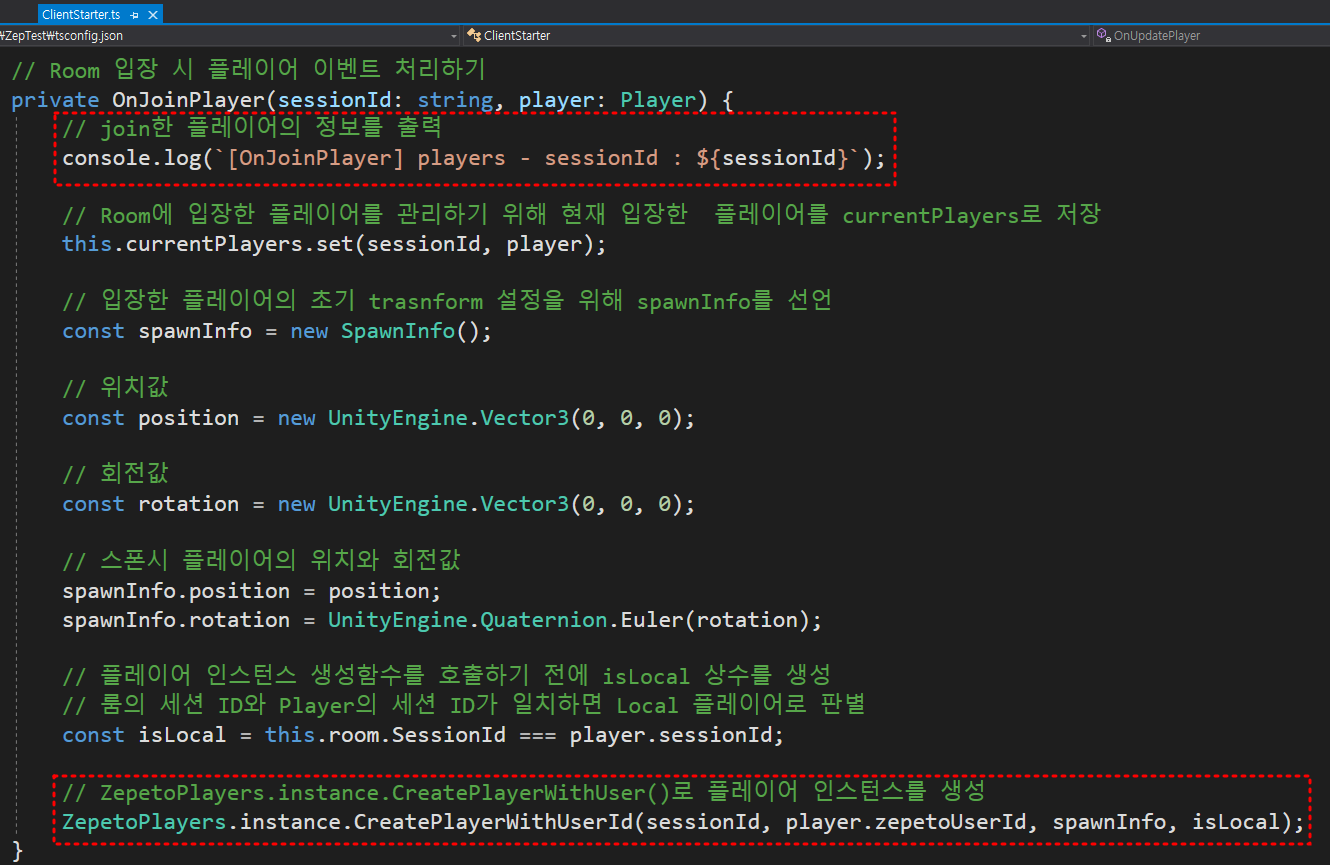 ClientStarter.ts
₩ZepTest₩tsconfig.json ClientStarter OnUpdatePlayer
// Room 입장 시 플레이어 이벤트 처리하기
private OnJoinPlayer(sessionId: string, player: Player) {
// join한 플레이어의 정보를 출력
console.log(`[OnJoinPlayer] players - sessionId : ${sessionId}`);
// Room에 입장한 플레이어를 관리하기 위해 현재 입장한  플레이어를 currentPlayers로 저장
this.currentPlayers.set(sessionId, player);
// 입장한 플레이어의 초기 trasnform 설정을 위해 spawnInfo를 선언
const spawnInfo = new SpawnInfo();
// 위치값
const position = new UnityEngine.Vector3(0, 0, 0);
// 회전값
const rotation = new UnityEngine.Vector3(0, 0, 0);
// 스폰시 플레이어의 위치와 회전값
spawnInfo.position = position;
spawnInfo.rotation = UnityEngine.Quaternion.Euler(rotation);
// 플레이어 인스턴스 생성함수를 호출하기 전에 isLocal 상수를 생성
// 룸의 세션 ID와 Player의 세션 ID가 일치하면 Local 플레이어로 판별
const isLocal = this.room.SessionId === player.sessionId;
// ZepetoPlayers.instance.CreatePlayerWithUser()로 플레이어 인스턴스를 생성
ZepetoPlayers.instance.CreatePlayerWithUserId(sessionId, player.zepetoUserId, spawnInfo, isLocal);
}